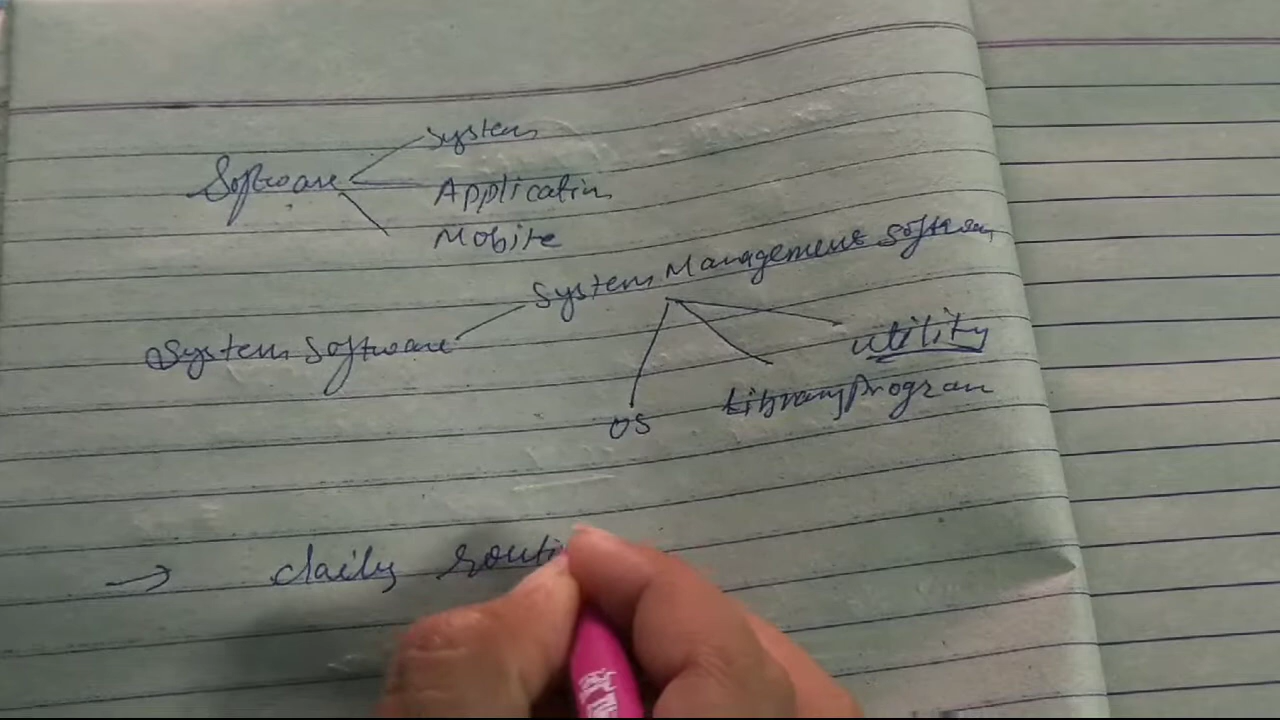 System
Software
Application
Mobile
System Management Software
System Software
utility
Library Program
OS
→ daily routi